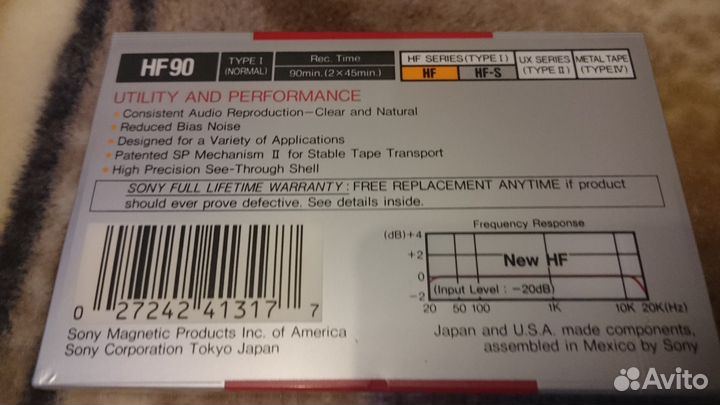 HF 90
TYPE I
(NORMAL)
Rec. Time
90min. (2×45min.)
HF SERIES (TYPE I)
HF
HF-S
UX SERIES
(TYPE II)
METAL TAPE
(TYPE IV)
UTILITY AND PERFORMANCE
• Consistent Audio Reproduction—Clear and Natural
• Reduced Bias Noise
• Designed for a Variety of Applications
• Patented SP Mechanism II for Stable Tape Transport
• High Precision See-Through Shell
SONY FULL LIFETIME WARRANTY : FREE REPLACEMENT ANYTIME if product
should ever prove defective. See details inside.
0 27242 41317 7
Sony Magnetic Products Inc. of America
Sony Corporation Tokyo Japan
Frequency Response
(dB) +4
+2
0
-2
New HF
(Input Level : -20dB)
20 50 100 1K 10K 20K(Hz)
Japan and U.S.A. made components,
assembled in Mexico by Sony
Avito